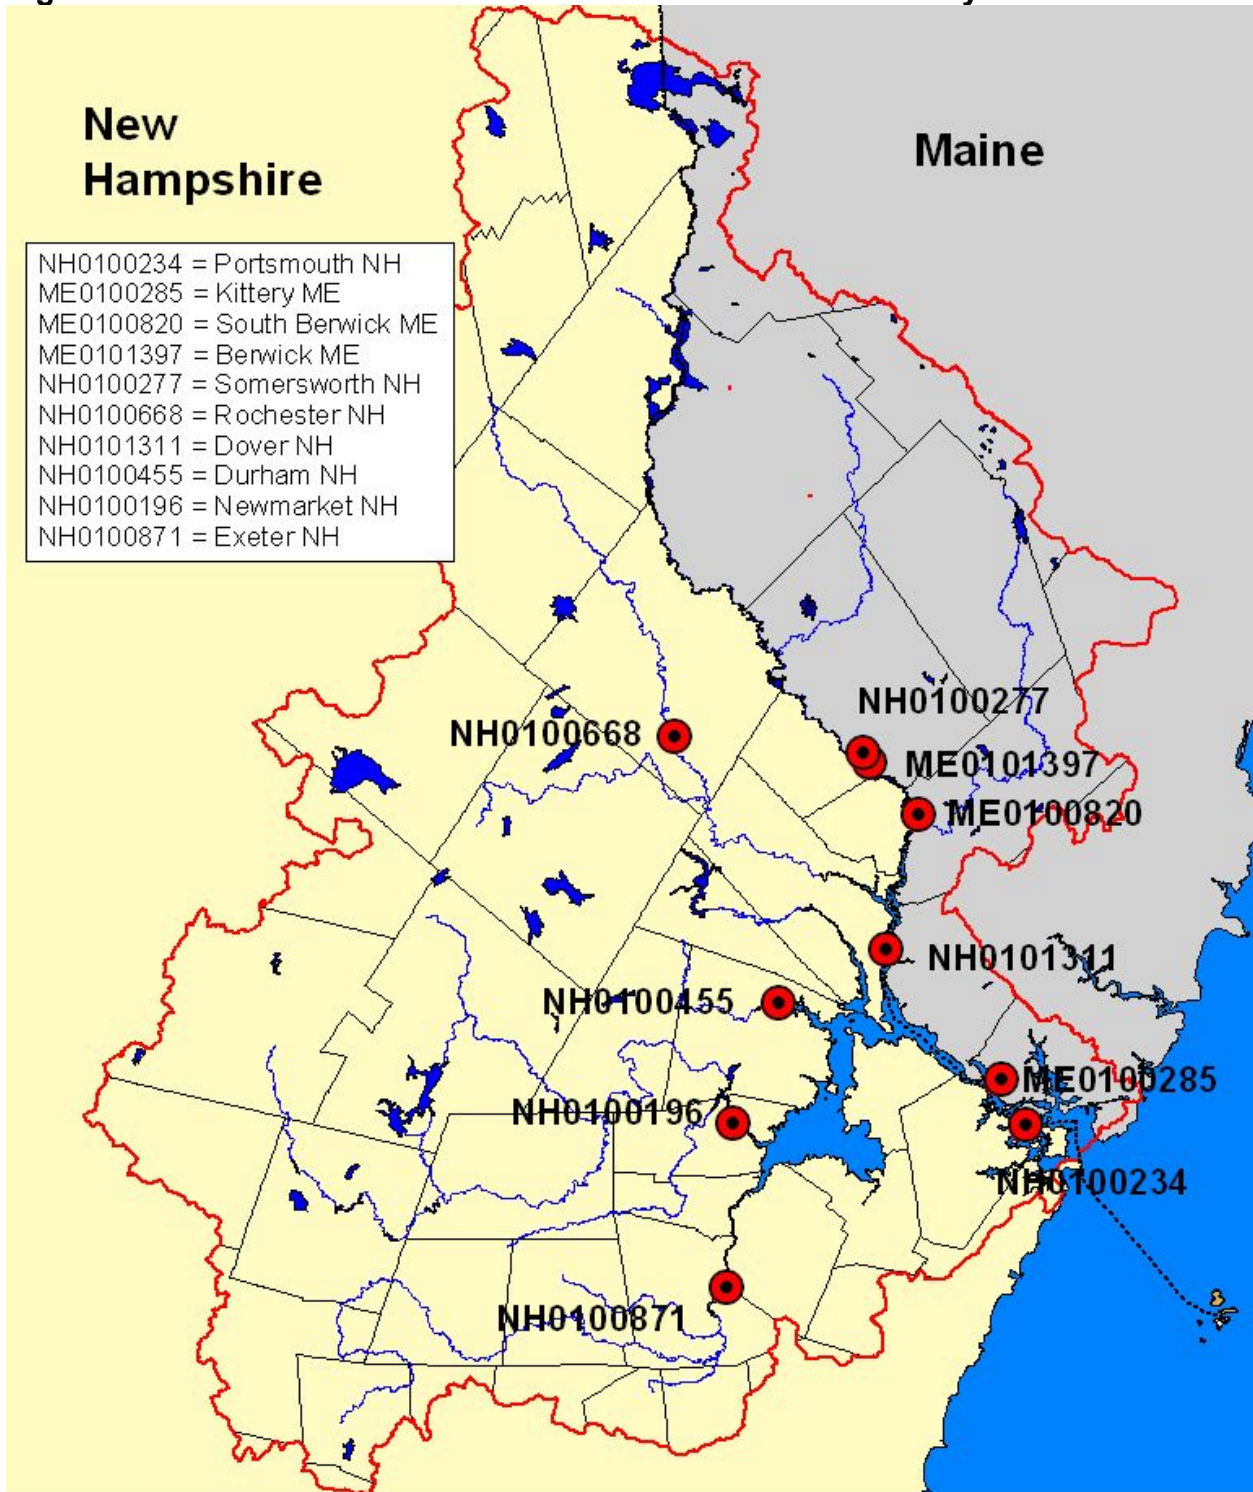 New
Hampshire
Maine
NH0100234 = Portsmouth NH
ME0100285 = Kittery ME
ME0100820 = South Berwick ME
ME0101397 = Berwick ME
NH0100277 = Somersworth NH
NH0100668 = Rochester NH
NH0101311 = Dover NH
NH0100455 = Durham NH
NH0100196 = Newmarket NH
NH0100871 = Exeter NH
NH0100277
NH0100668
ME0101397
ME0100820
NH0101311
NH0100455
ME0100285
NH0100196
NH0100234
NH0100871